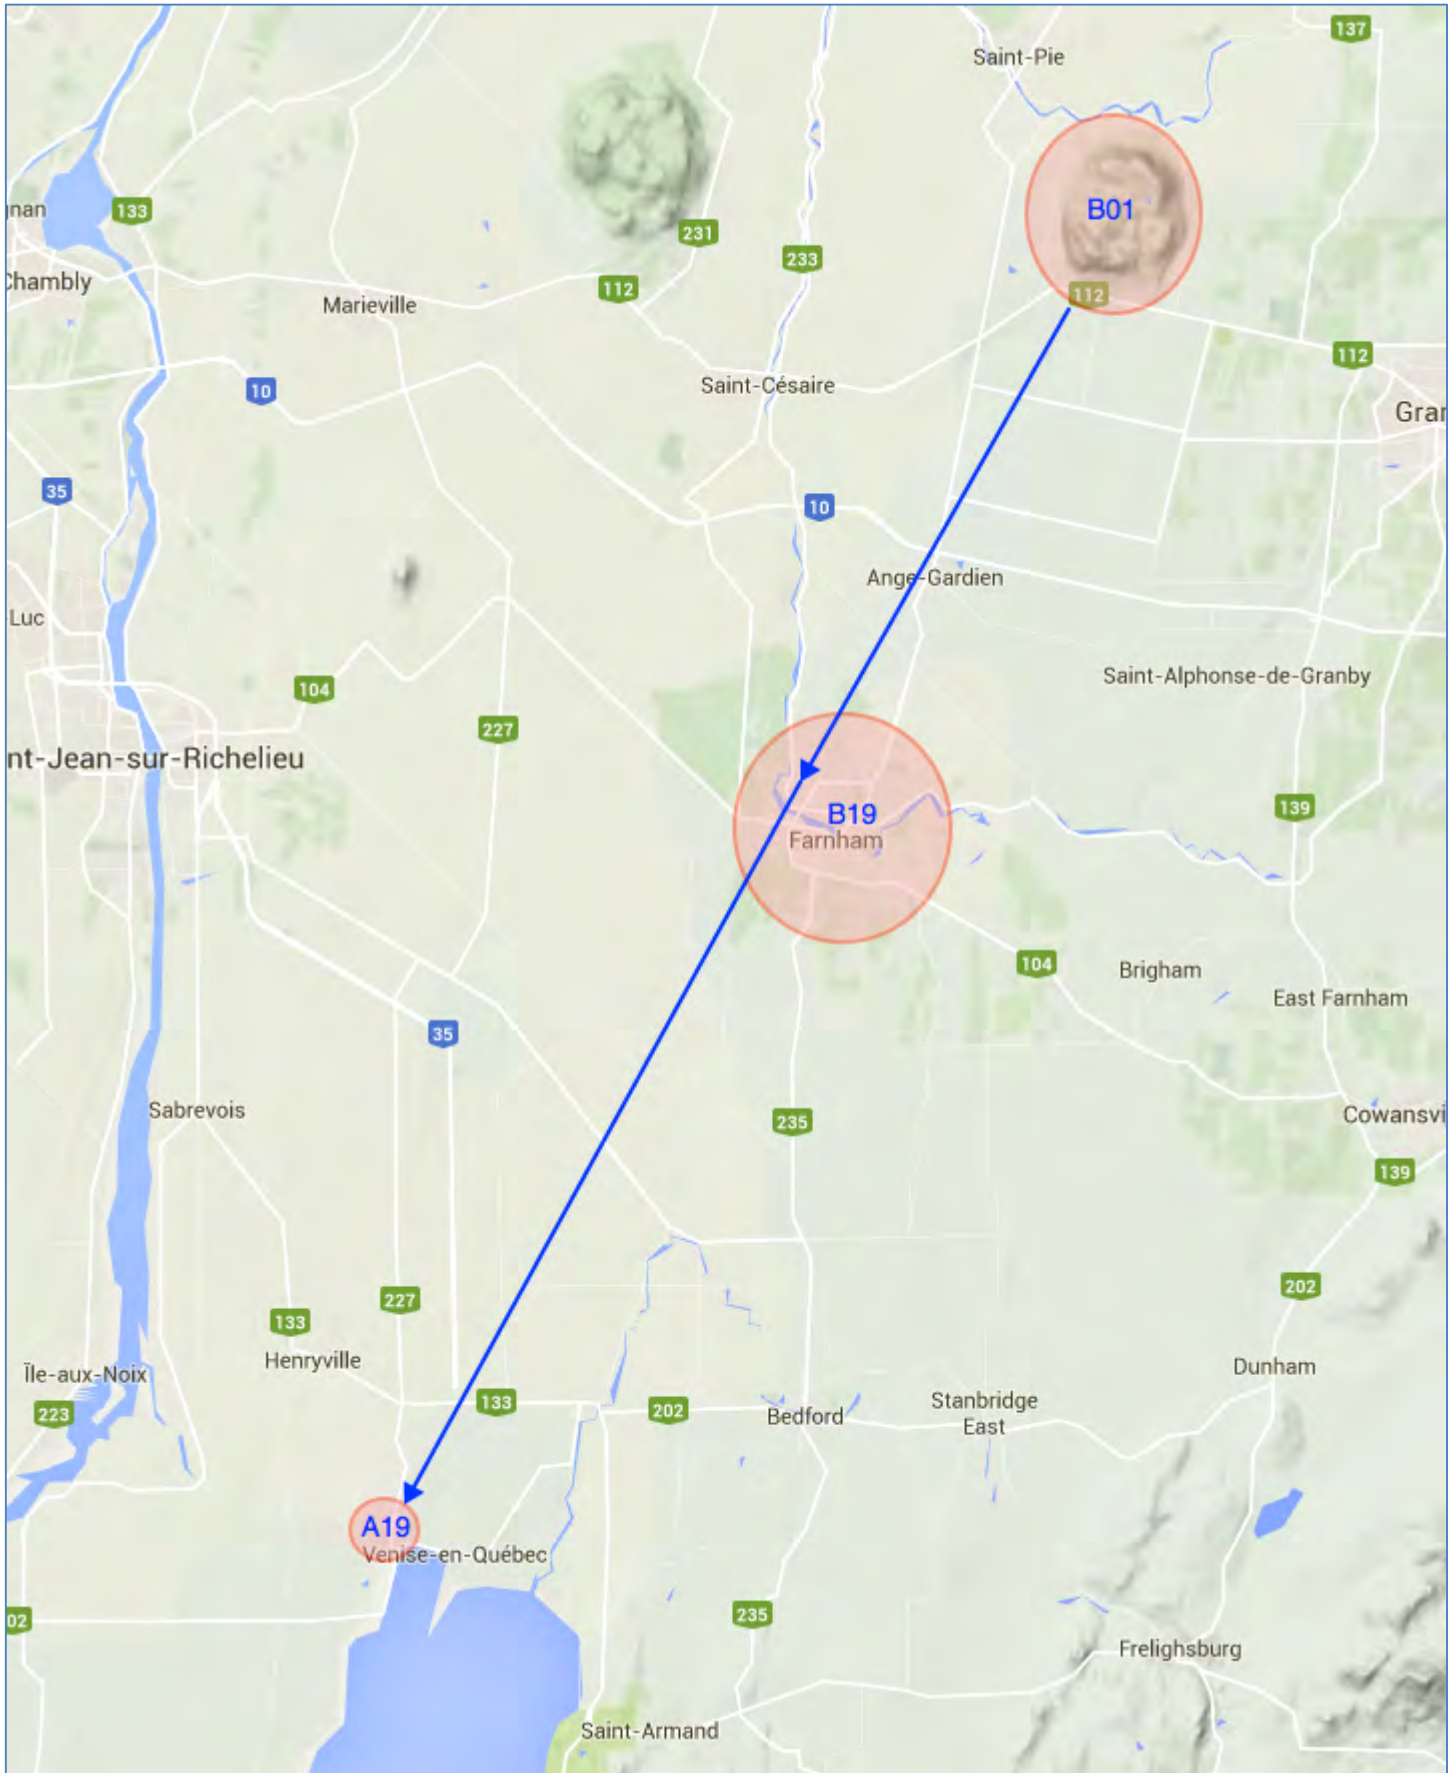 137
Saint-Pie
B01
gnan
133
231
233
Chambly
112
112
Marieville
112
10
Saint-Césaire
Gran
35
10
Ange-Gardien
Luc
104
Saint-Alphonse-de-Granby
227
nt-Jean-sur-Richelieu
B19
139
Farnham
104
Brigham
East Farnham
35
Sabrevois
235
Cowansvi
139
202
227
133
Henryville
Île-aux-Noix
Dunham
223
133
202
Bedford
Stanbridge
East
A19
Venise-en-Québec
02
235
Frelighsburg
Saint-Armand